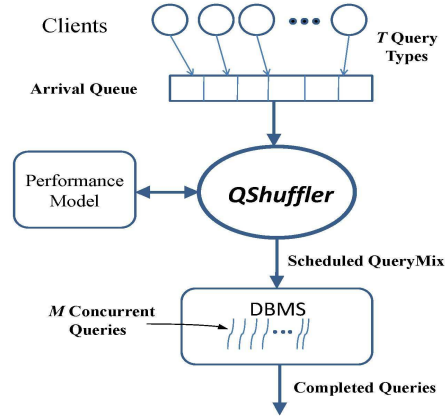 Clients
T Query
Types
Arrival Queue
Performance
Model
QShuffler
Scheduled QueryMix
DBMS
M Concurrent
Queries
Completed Queries